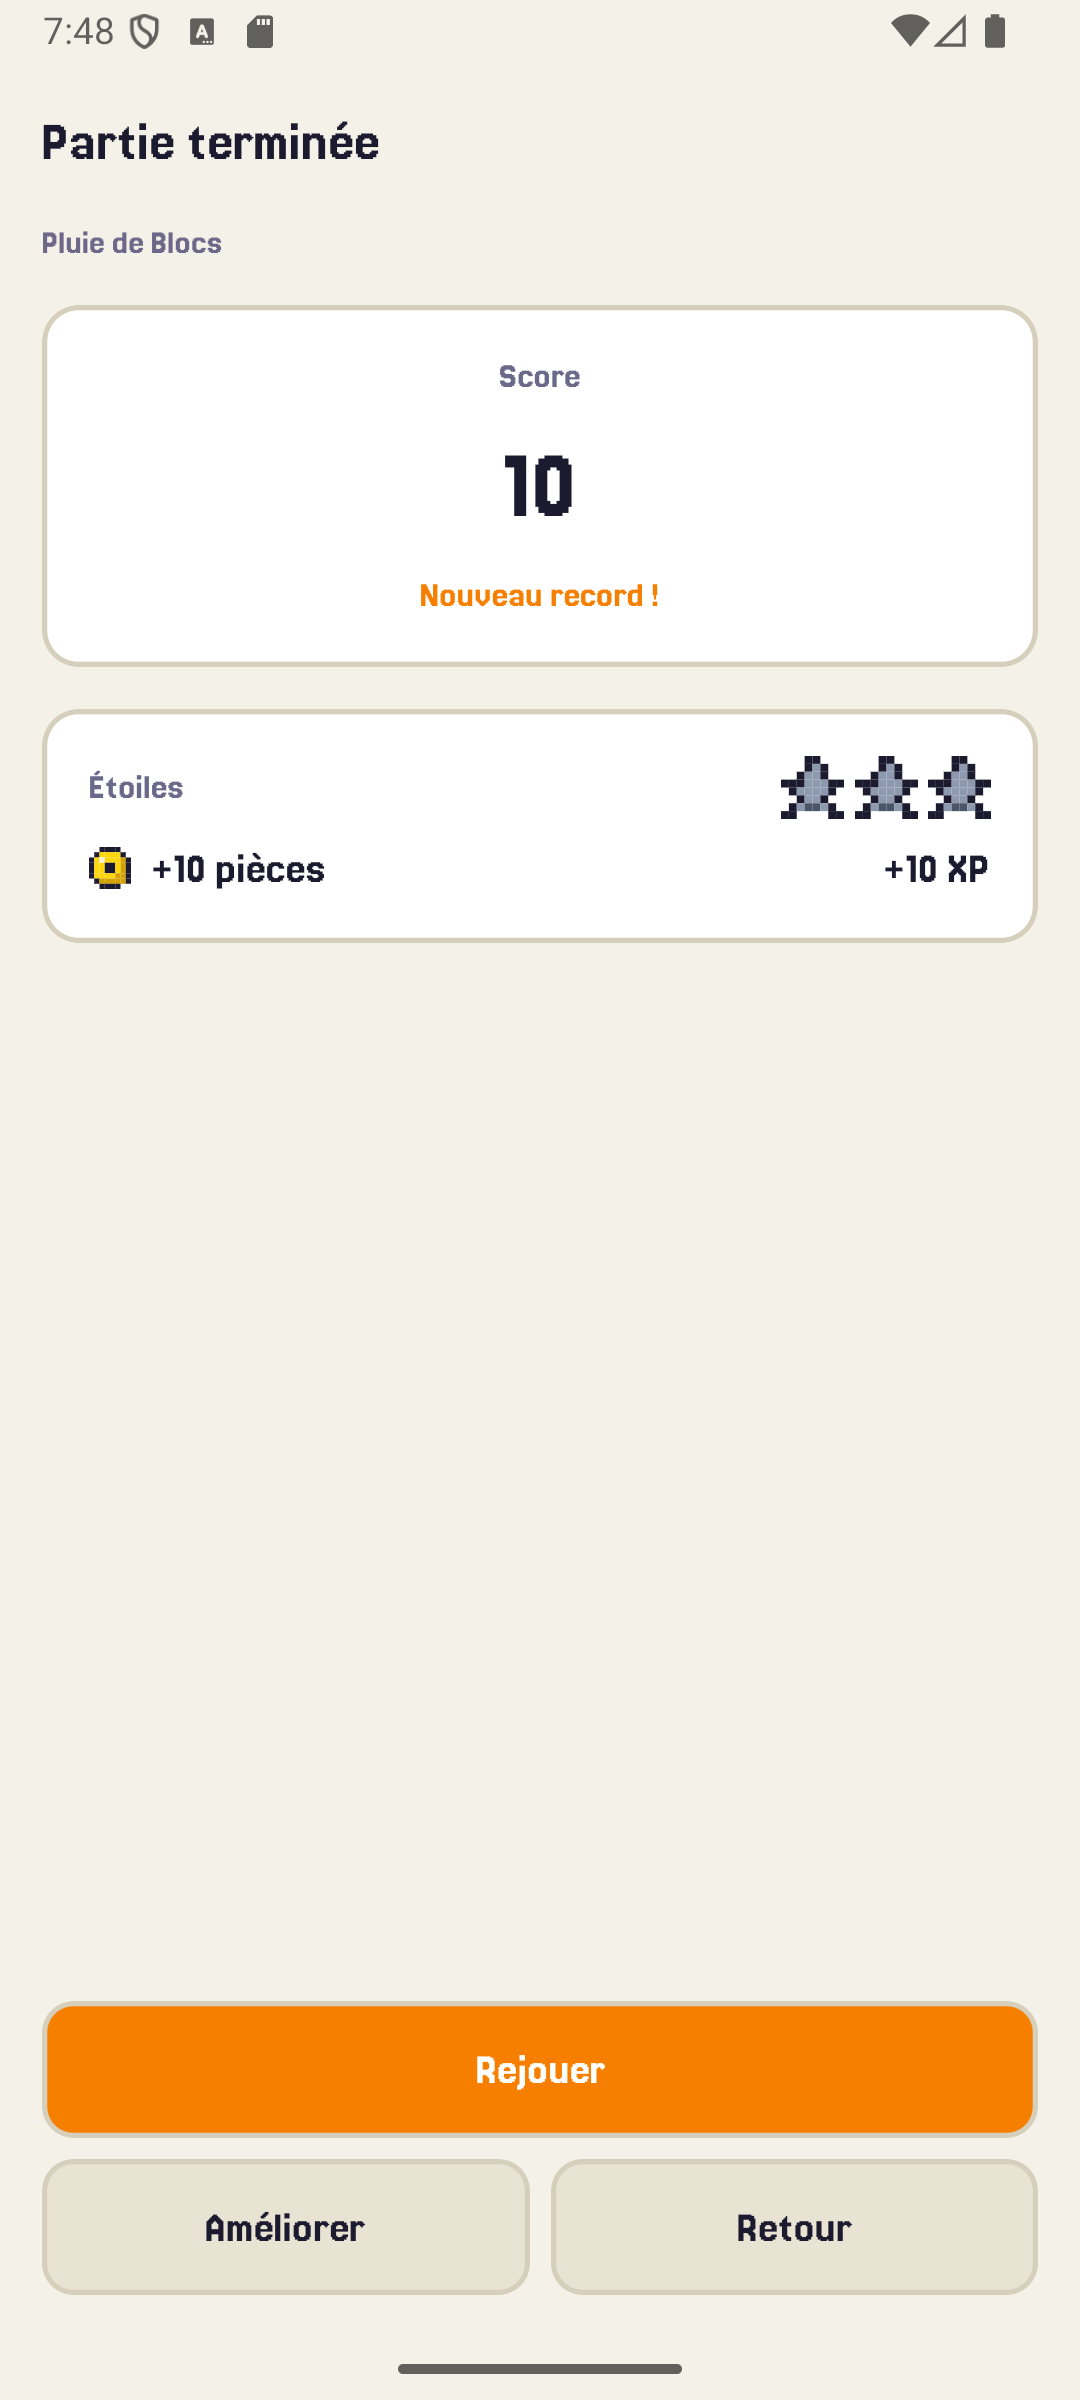 7:48
Partie terminée
Pluie de Blocs
Score
10
Nouveau record !
Étoiles
+10 pièces
+10 XP
Rejouer
Améliorer
Retour